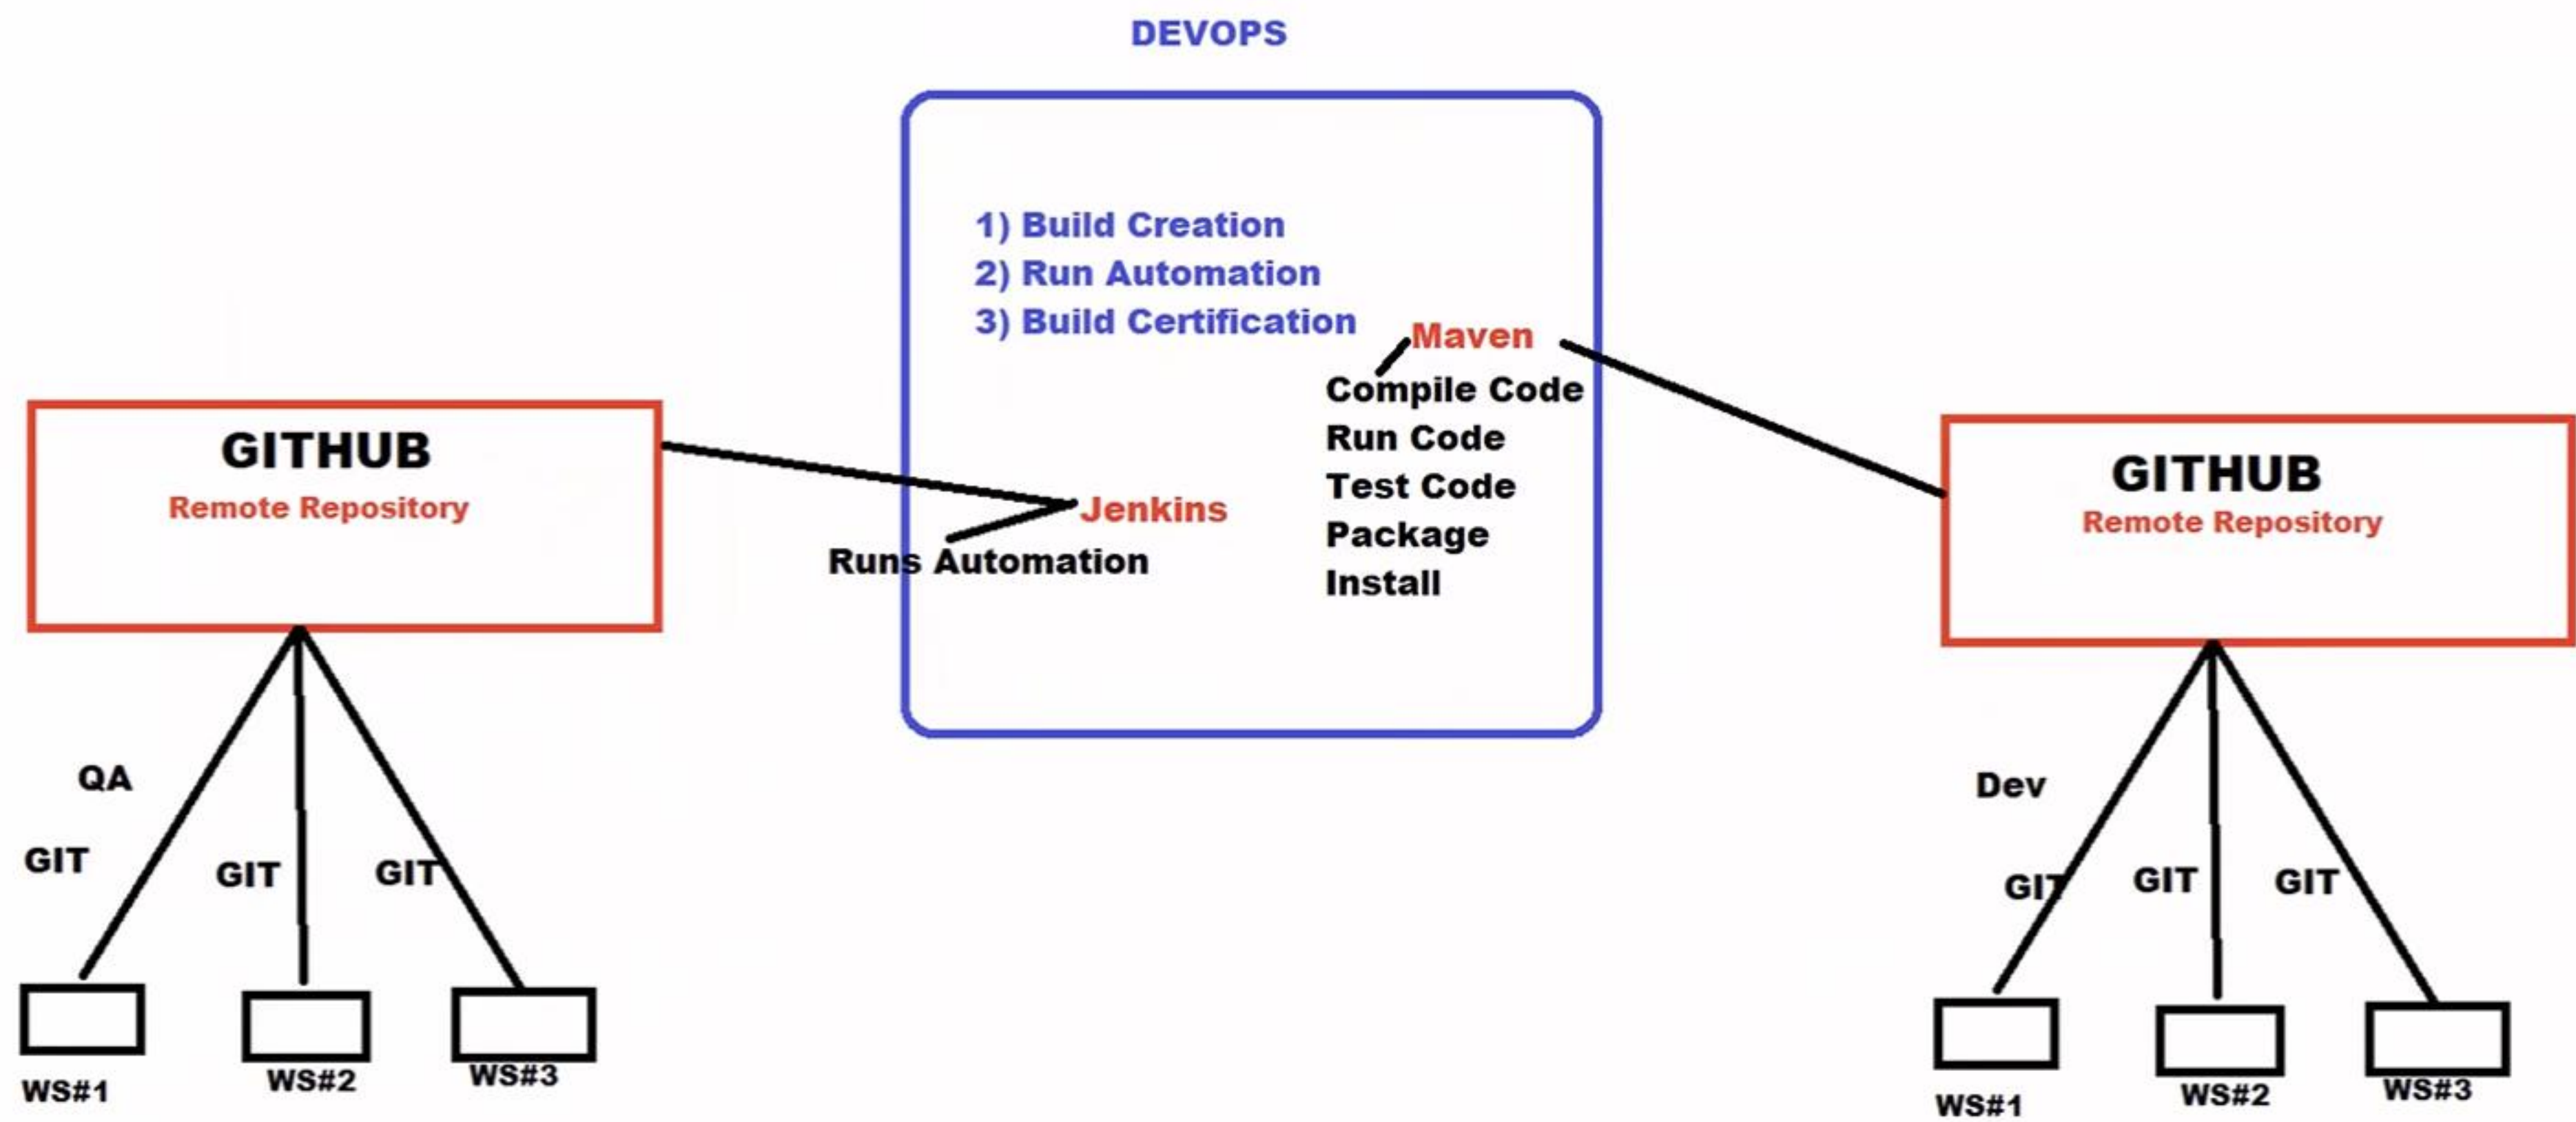 DEVOPS
1) Build Creation
2) Run Automation
3) Build Certification
Maven
Compile Code
Run Code
Test Code
Package
Install
Jenkins
Runs Automation
GITHUB
Remote Repository
QA
GIT
GIT
GIT
WS#1
WS#2
WS#3
GITHUB
Remote Repository
Dev
GIT
GIT
GIT
WS#1
WS#2
WS#3